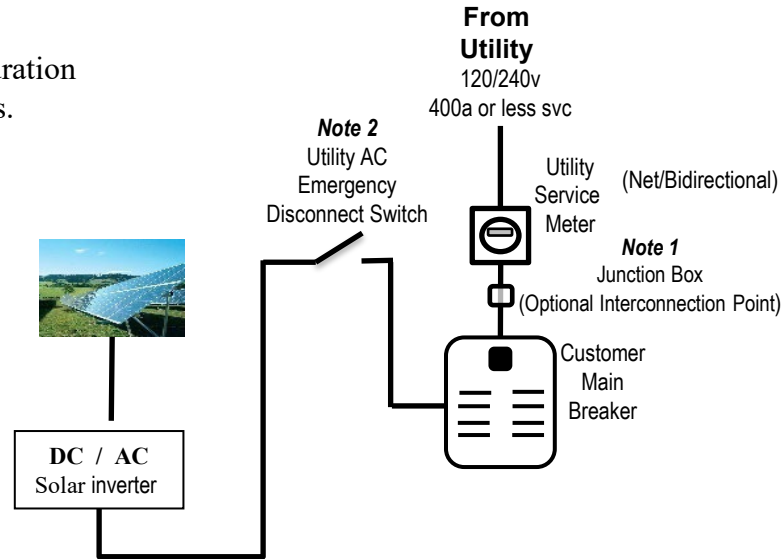 From
Utility
120/240v
400a or less svc
s.
Note 2
Utility AC
Emergency
Disconnect Switch
Utility
Service
Meter
(Net/Bidirectional)
Note 1
Junction Box
(Optional Interconnection Point)
Customer
Main
Breaker
DC / AC
Solar inverter